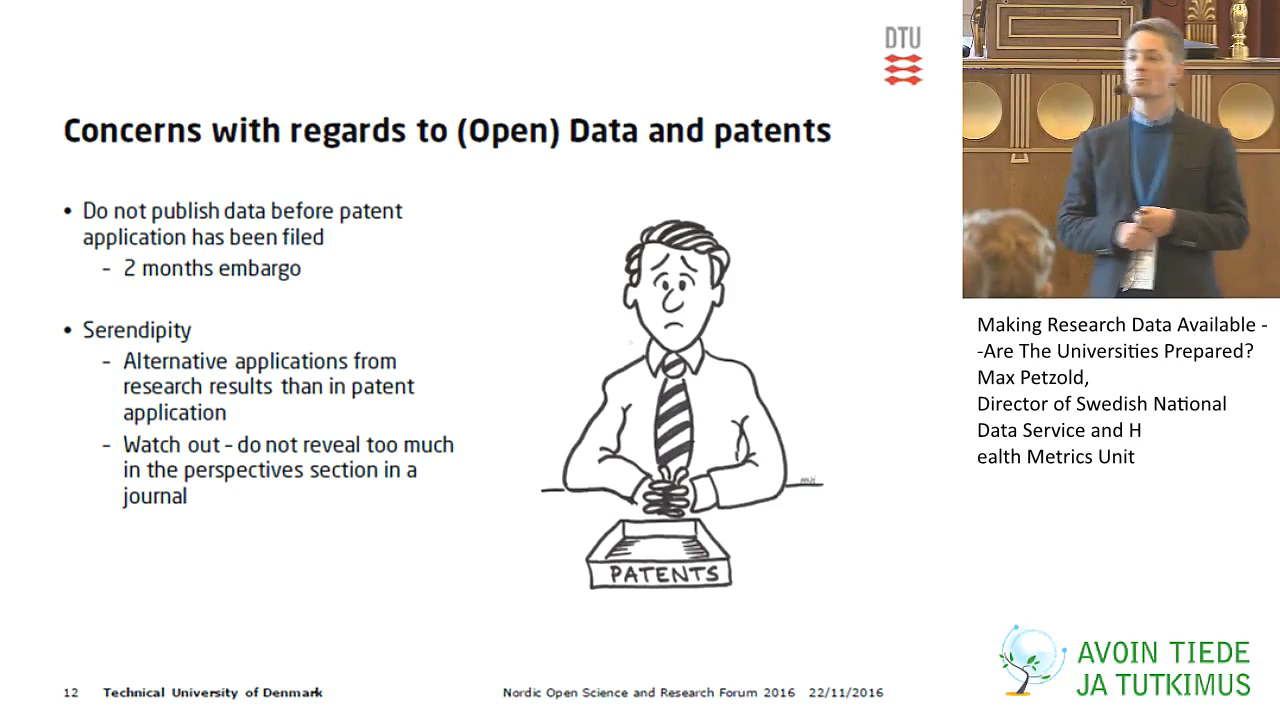 DTU
Concerns with regards to (Open) Data and patents
• Do not publish data before patent
application has been filed
- 2 months embargo
• Serendipity
- Alternative applications from
research results than in patent
application
- Watch out - do not reveal too much
in the perspectives section in a
journal
PATENTS
12 Technical University of Denmark Nordic Open Science and Research Forum 2016 22/11/2016
Making Research Data Available -
-Are The Universities Prepared?
Max Petzold,
Director of Swedish National
Data Service and H
ealth Metrics Unit
AVOIN TIEDE
JA TUTKIMUS